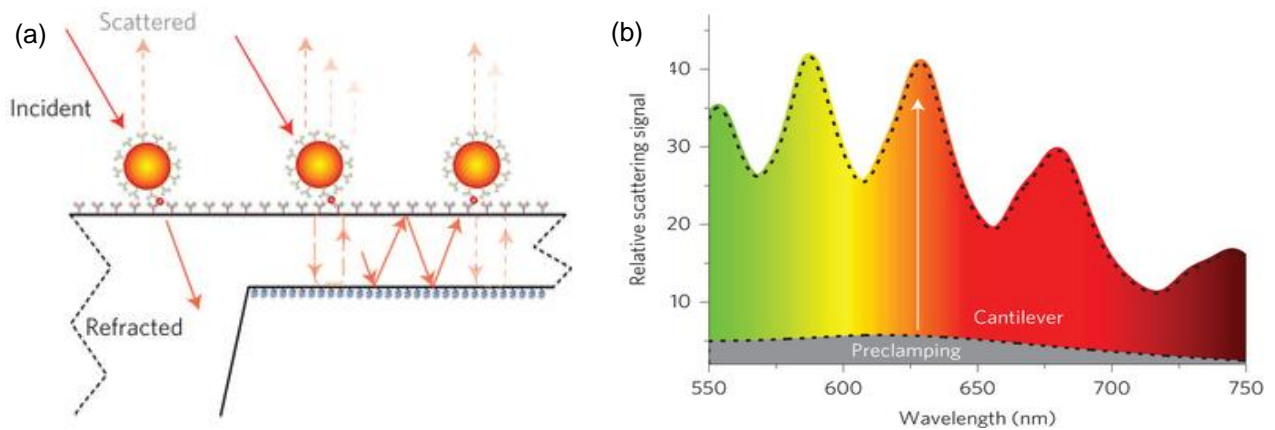 (a)
Scattered
Incident
Refracted
(b)
Relative scattering signal
40
30
20
10
Cantilever
Preclamping
550
600
650
700
750
Wavelength (nm)